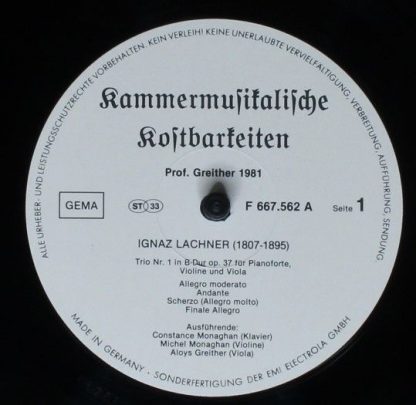 ALLE URHEBER- UND LEISTUNGSSCHUTZRECHTE VORBEHALTEN. KEIN VERLEIH! KEINE UNERLAUBTE VERVIELFÄLTIGUNG, VERBREITUNG, AUFFÜHRUNG, SENDUNG
Kammermusikalische
Kostbarkeiten
Prof. Greither 1981
GEMA
ST 33
F 667.562 A
Seite 1
IGNAZ LACHNER (1807-1895)
Trio Nr. 1 in B-Dur op. 37 für Pianoforte,
Violine und Viola
Allegro moderato
Andante
Scherzo (Allegro molto)
Finale Allegro
Ausführende:
Constance Monaghan (Klavier)
Michel Monaghan (Violine)
Aloys Greither (Viola)
MADE IN GERMANY · SONDERFERTIGUNG DER EMI ELECTROLA GMBH